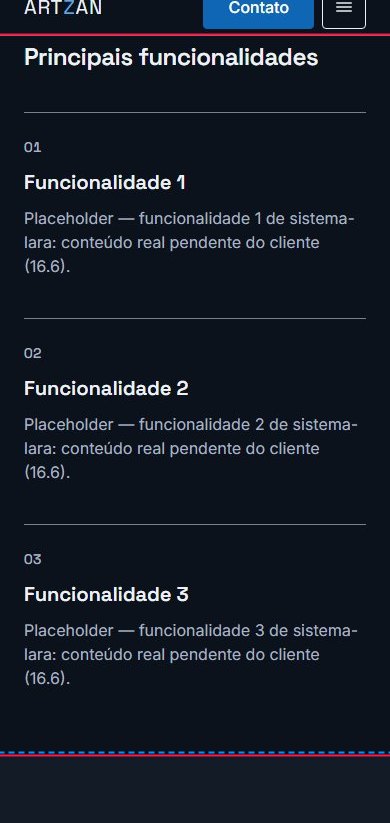 ARTZAN
Contato
Principais funcionalidades
01
Funcionalidade 1
Placeholder — funcionalidade 1 de sistema-
lara: conteúdo real pendente do cliente
(16.6).
02
Funcionalidade 2
Placeholder — funcionalidade 2 de sistema-
lara: conteúdo real pendente do cliente
(16.6).
03
Funcionalidade 3
Placeholder — funcionalidade 3 de sistema-
lara: conteúdo real pendente do cliente
(16.6).